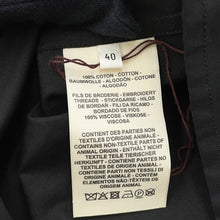 40
100% COTON - COTTON -
BAUMWOLLE - ALGODÓN - COTONE -
ALGODÃO
FILS DE BRODERIE - EMBROIDERY
THREADS - STICKGARNE - HILOS DE
BORDAR - FILI DA RICAMO -
BORDADO DE FIOS
100% VISCOSE - VISKOSE -
VISCOSA
CONTIENT DES PARTIES NON
TEXTILES D'ORIGINE ANIMALE -
CONTAINS NON-TEXTILE PARTS OF
ANIMAL ORIGIN - ENTHÄLT NICHT
TEXTILE TEILE TIERISCHER
HERKUNFT - CONTIENE PARTES NO
TEXTILES DE ORIGEN ANIMAL -
CONTIENE PARTI NON TESSILI DI
ORIGINE ANIMALE - CONTÉM
ELEMENTOS NÃO-TÊXTEIS DE
ORIGEM ANIMAL